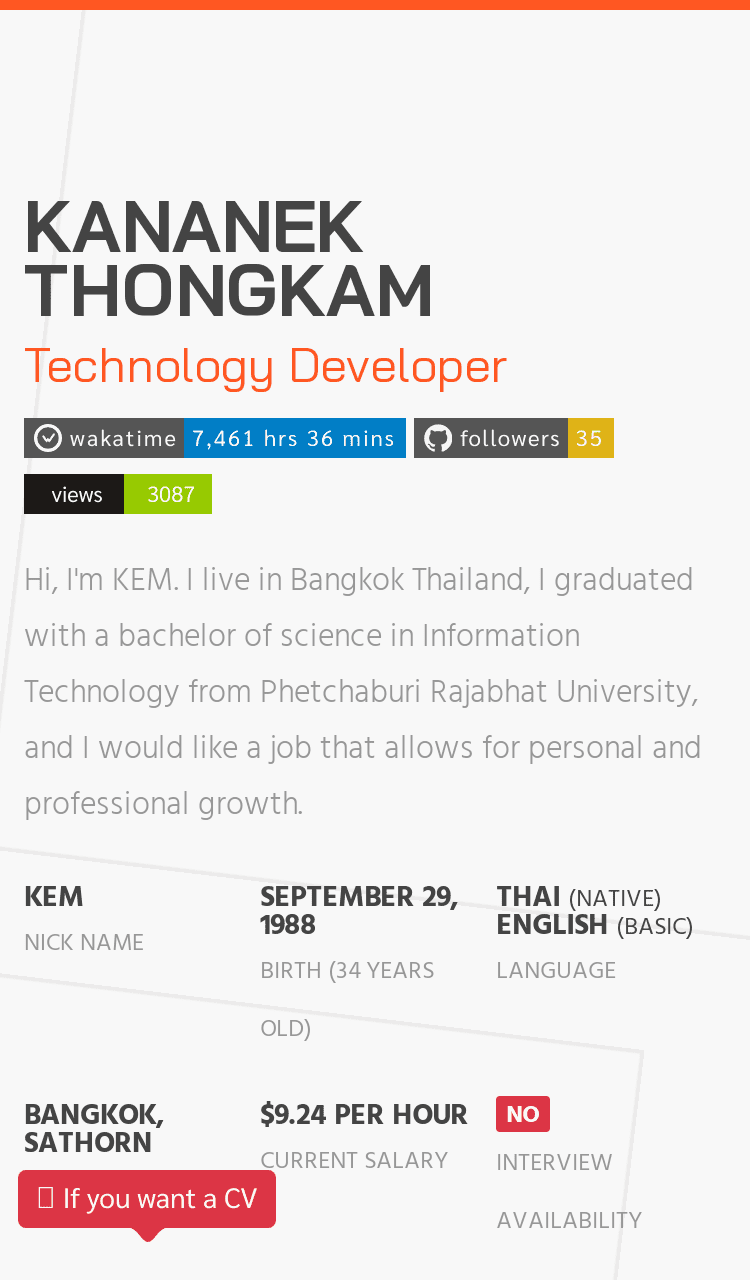 KANANEK
THONGKAM
Technology Developer
wakatime 7,461 hrs 36 mins followers 35
views 3087
Hi, I'm KEM. I live in Bangkok Thailand, I graduated
with a bachelor of science in Information
Technology from Phetchaburi Rajabhat University,
and I would like a job that allows for personal and
professional growth.
KEM
NICK NAME
SEPTEMBER 29,
1988
BIRTH (34 YEARS
OLD)
THAI (NATIVE)
ENGLISH (BASIC)
LANGUAGE
BANGKOK,
SATHORN
$9.24 PER HOUR
CURRENT SALARY
NO
INTERVIEW
AVAILABILITY
If you want a CV